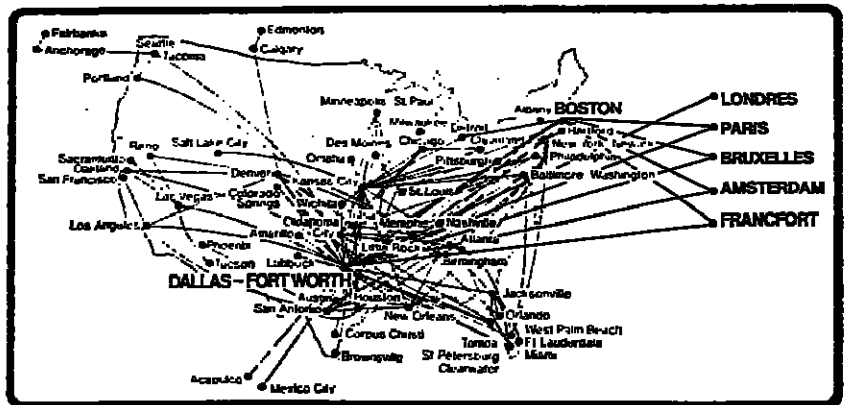 Fairbanks
Anchorage
Seattle
Tacoma
Portland
Edmonton
Calgary
Minneapolis St. Paul
Milwaukee
Detroit
Albany
BOSTON
Hartford
LONDRES
PARIS
BRUXELLES
AMSTERDAM
FRANCFORT
New York Newark
Philadelphia
Baltimore Washington
Pittsburgh
Chicago
Des Moines
Omaha
Salt Lake City
Reno
Sacramento
Oakland
San Francisco
Denver
Kansas City
Colorado
Springs
Wichita
St. Louis
Las Vegas
Los Angeles
Oklahoma
City
Tulsa
Memphis
Nashville
Amarillo
Little Rock
Atlanta
Birmingham
Phoenix
Tucson
Lubbock
DALLAS-FORT WORTH
Austin
Houston
San Antonio
New Orleans
Jacksonville
Orlando
West Palm Beach
Ft Lauderdale
Miami
Tampa
St Petersburg
Clearwater
Corpus Christi
Brownsville
Acapulco
Mexico City